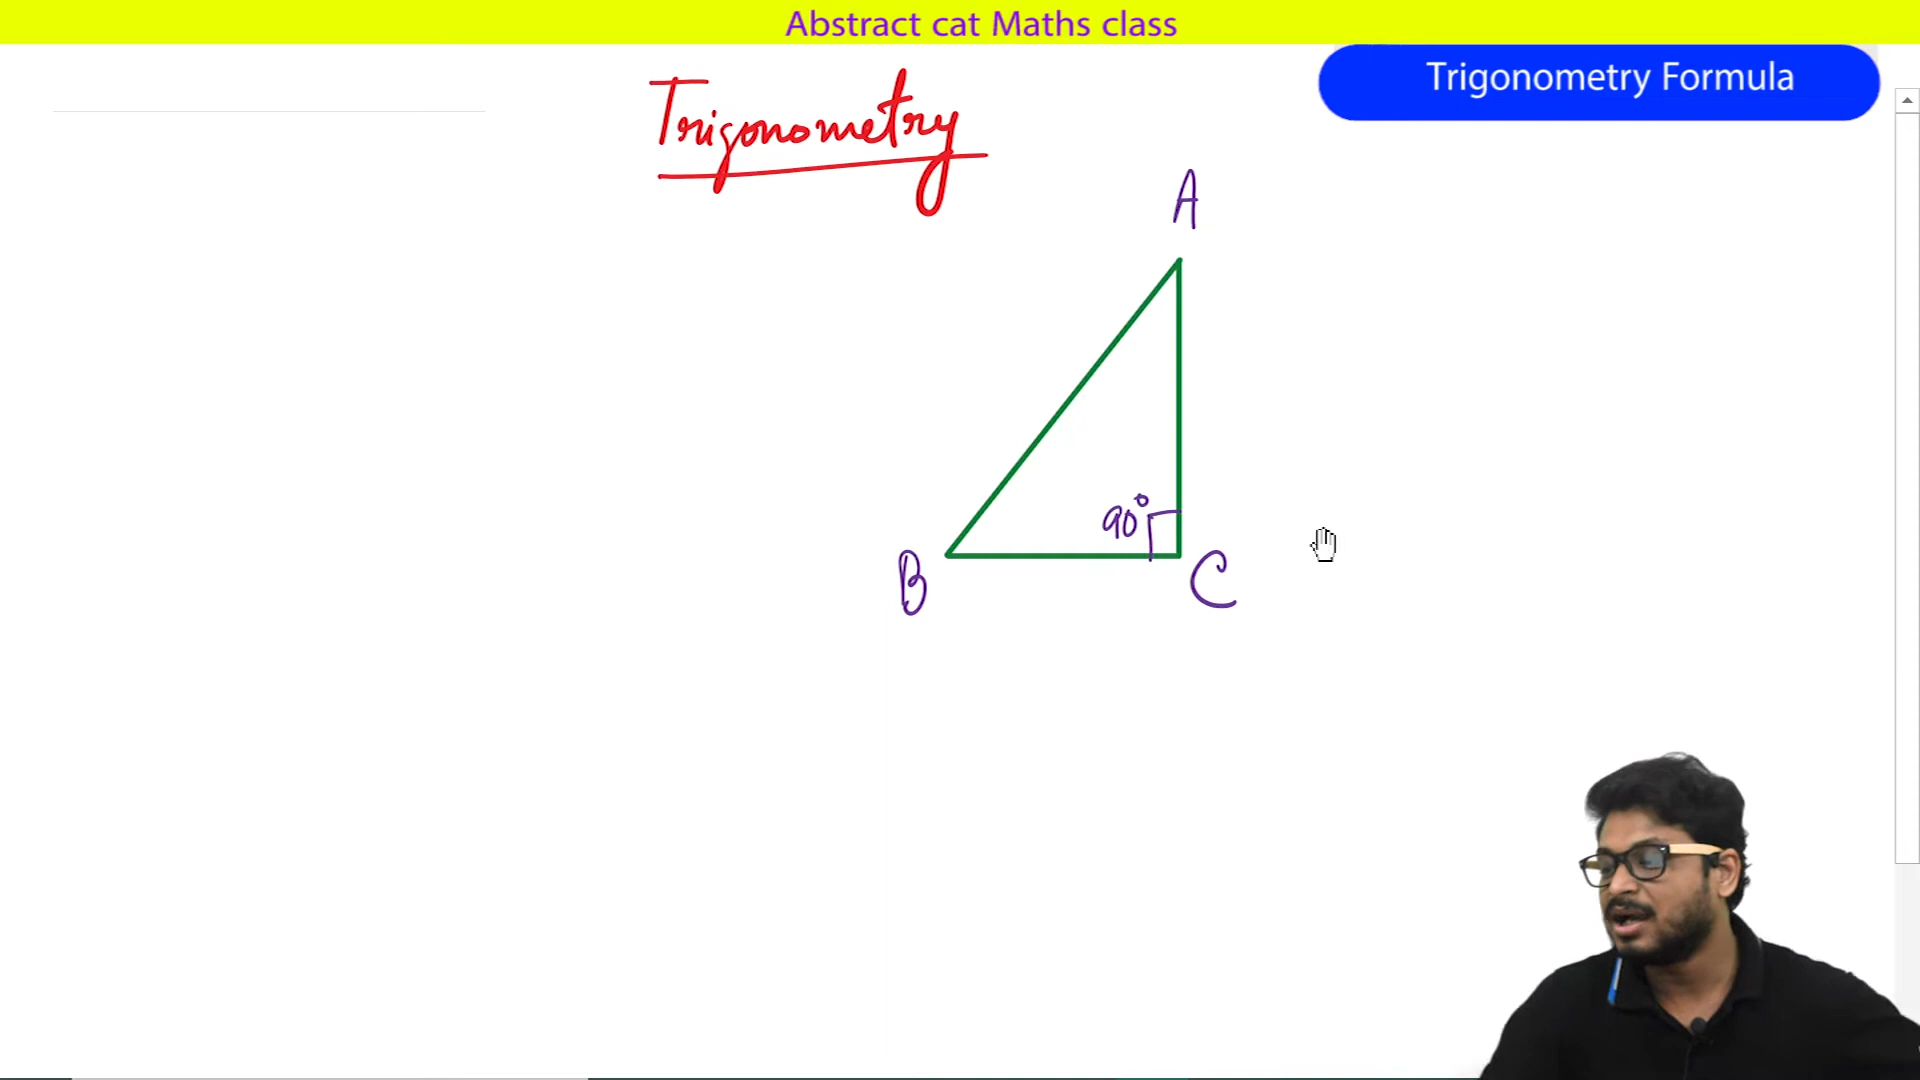 Abstract cat Maths class
Trigonometry Formula
Trigonometry
A
90°
B
C